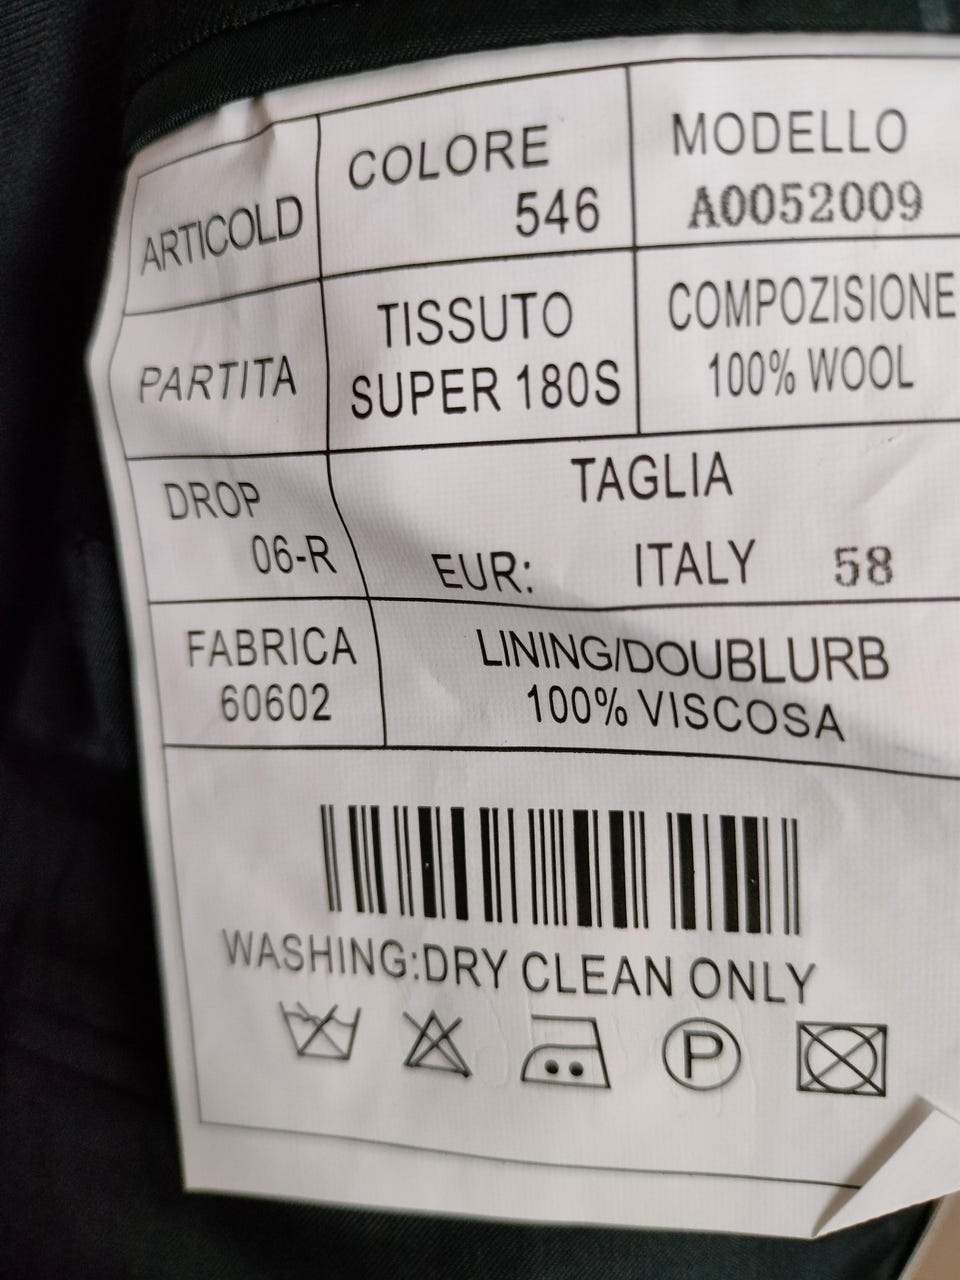 ARTICOLD
COLORE
546
MODELLO
A0052009
PARTITA
TISSUTO
SUPER 180S
COMPOZISIONE
100% WOOL
DROP
06-R
TAGLIA
EUR: ITALY 58
FABRICA
60602
LINING/DOUBLURB
100% VISCOSA
WASHING:DRY CLEAN ONLY
P